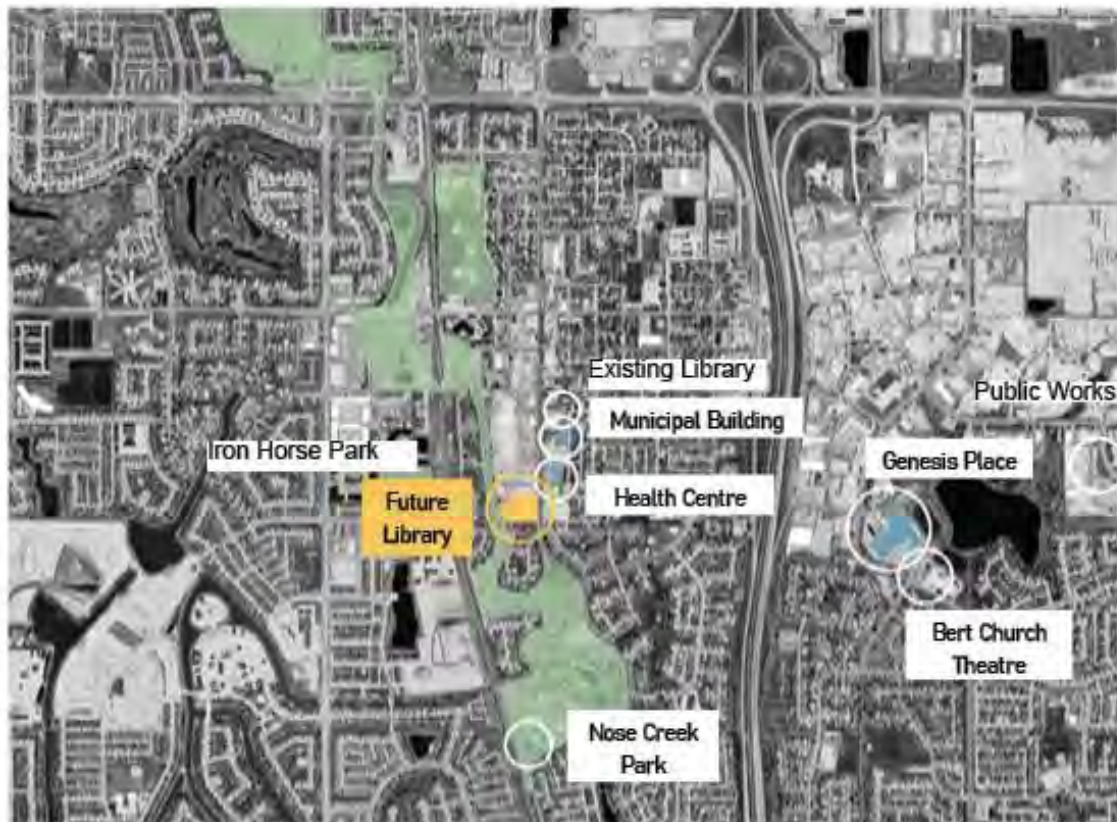 Existing Library
Public Works
Municipal Building
Iron Horse Park
Genesis Place
Future
Library
Health Centre
Bert Church
Theatre
Nose Creek
Park